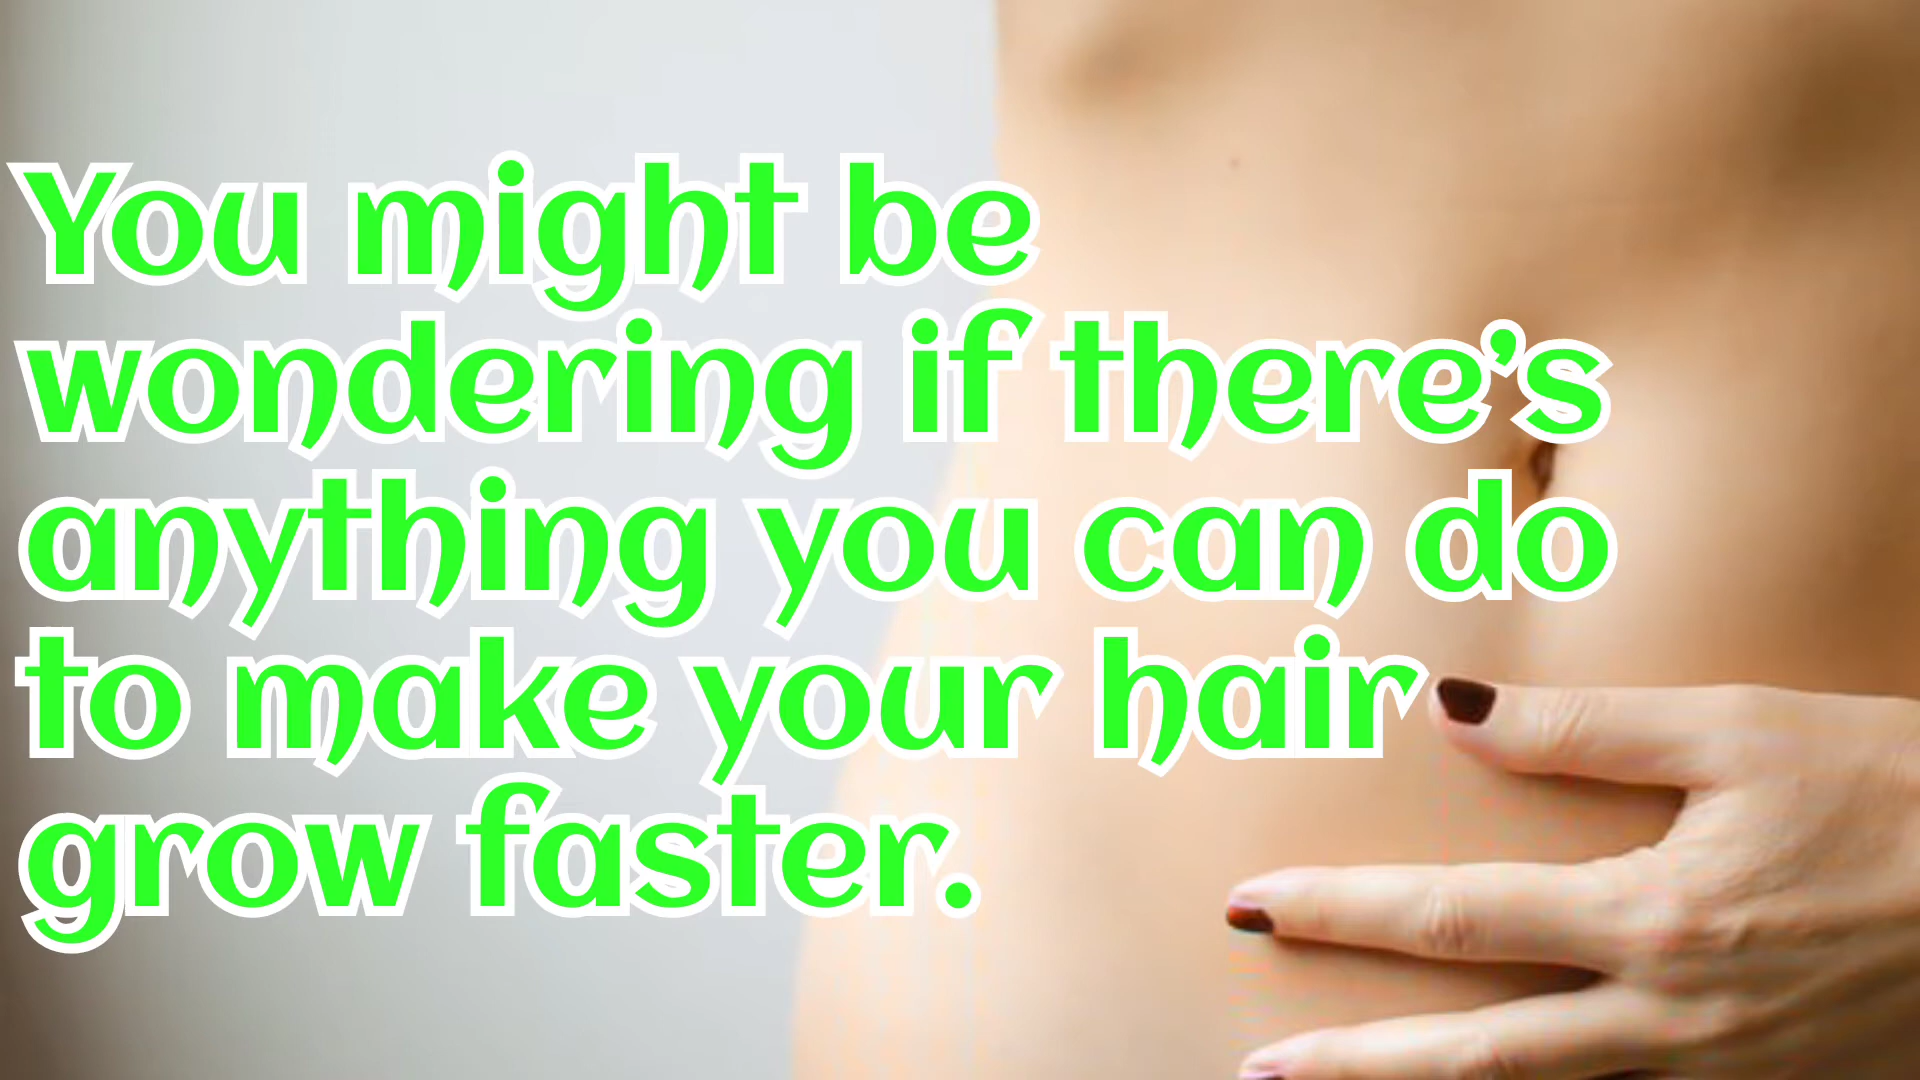 You might be
wondering if there’s
anything you can do
to make your hair
grow faster.